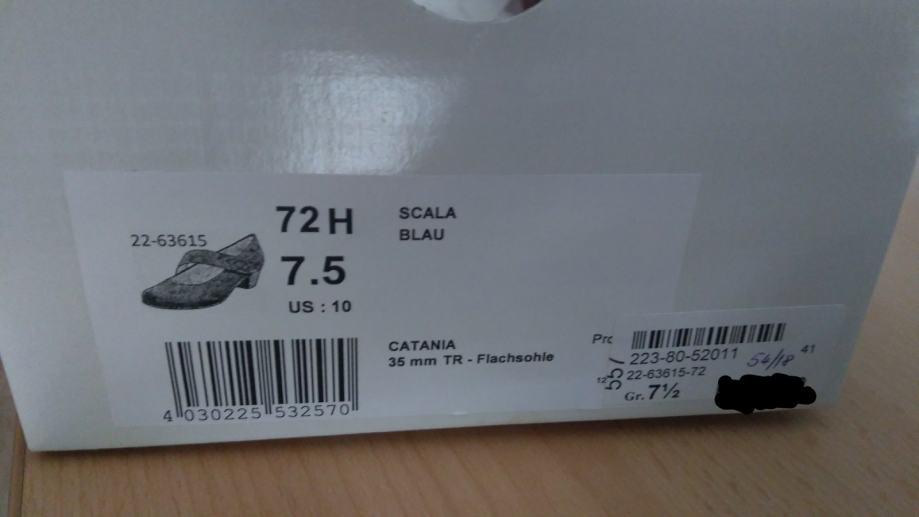 22-63615
72 H
7.5
US : 10
SCALA
BLAU
4 030225 532570
CATANIA
35 mm TR - Flachsohle
223-80-52011
54/18
41
22-63615-72
Gr. 7½